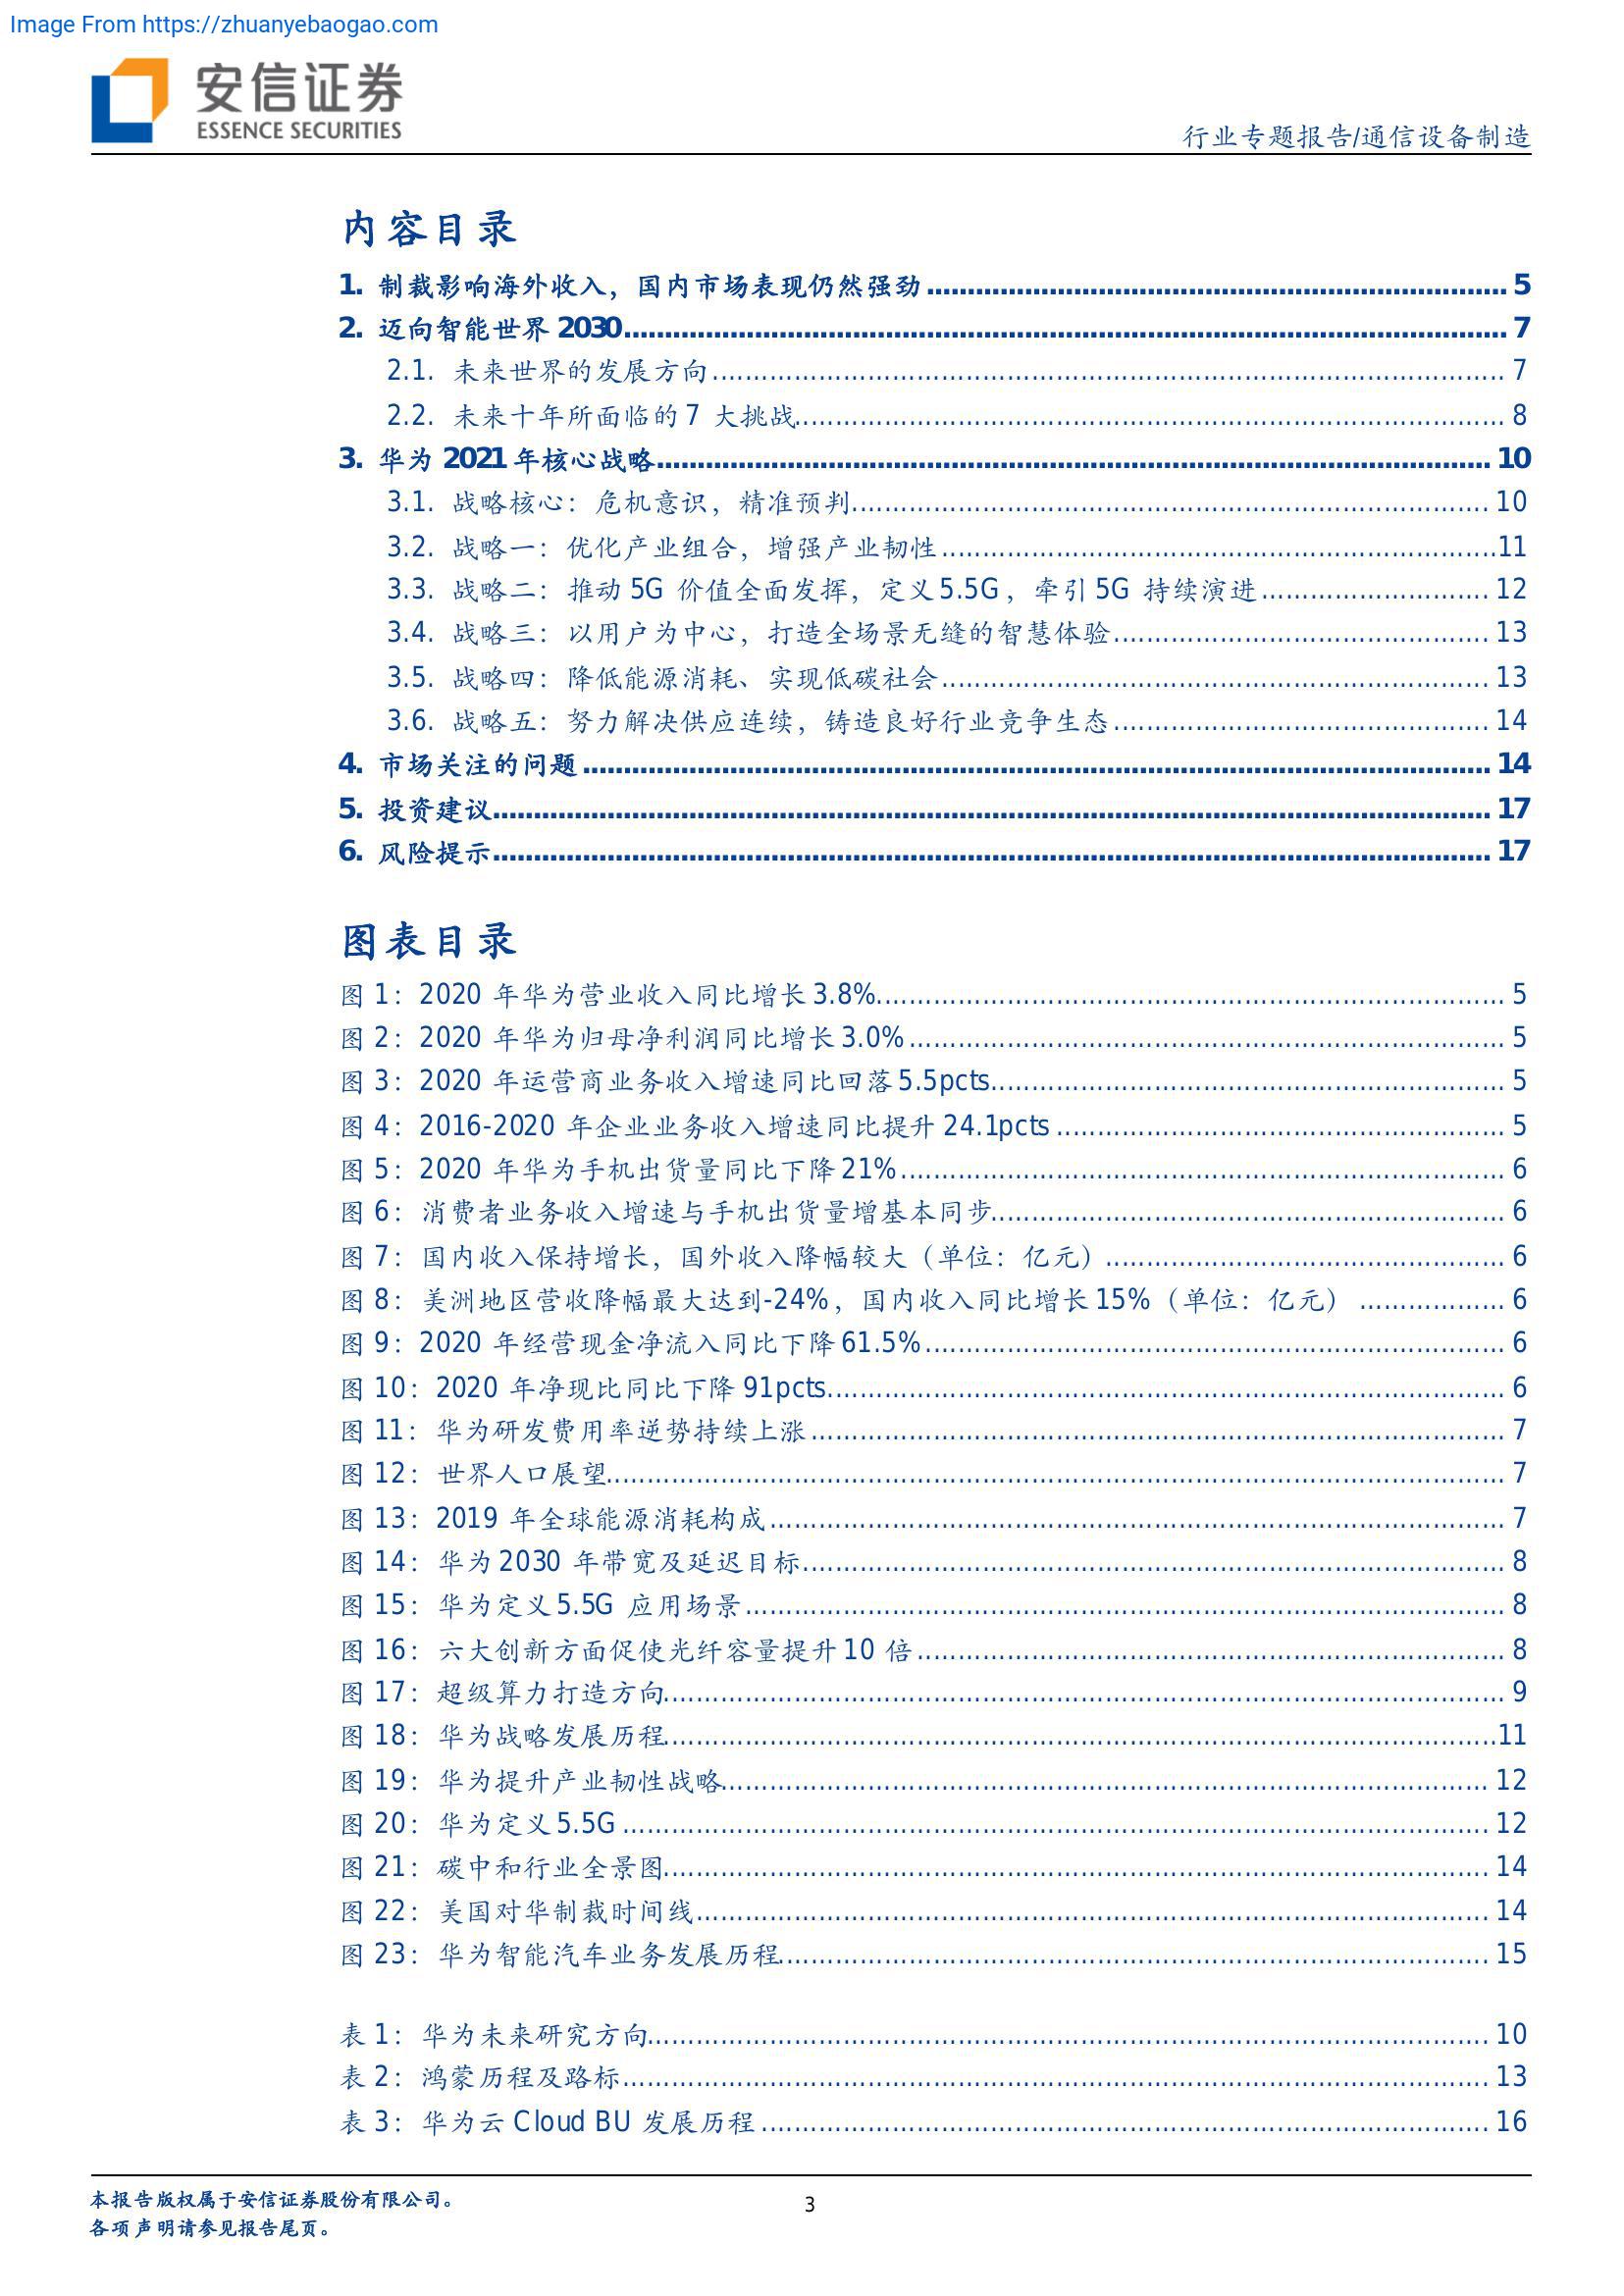 Image From https://zhuanyebaogao.com
安信证券
ESSENCE SECURITIES
行业专题报告/通信设备制造
内容目录
1. 制裁影响海外收入，国内市场表现仍然强劲 5
2. 迈向智能世界 2030 7
2.1. 未来世界的发展方向 7
2.2. 未来十年所面临的 7 大挑战 8
3. 华为 2021 年核心战略 10
3.1. 战略核心：危机意识，精准预判 10
3.2. 战略一：优化产业组合，增强产业韧性 11
3.3. 战略二：推动 5G 价值全面发挥，定义 5.5G，牵引 5G 持续演进 12
3.4. 战略三：以用户为中心，打造全场景无缝的智慧体验 13
3.5. 战略四：降低能源消耗、实现低碳社会 13
3.6. 战略五：努力解决供应连续，铸造良好行业竞争生态 14
4. 市场关注的问题 14
5. 投资建议 17
6. 风险提示 17
图表目录
图 1：2020 年华为营业收入同比增长 3.8% 5
图 2：2020 年华为归母净利润同比增长 3.0% 5
图 3：2020 年运营商业务收入增速同比回落 5.5pcts 5
图 4：2016-2020 年企业业务收入增速同比提升 24.1pcts 5
图 5：2020 年华为手机出货量同比下降 21% 6
图 6：消费者业务收入增速与手机出货量增基本同步 6
图 7：国内收入保持增长，国外收入降幅较大（单位：亿元） 6
图 8：美洲地区营收降幅最大达到-24%，国内收入同比增长 15%（单位：亿元） 6
图 9：2020 年经营现金净流入同比下降 61.5% 6
图 10：2020 年净现比同比下降 91pcts 6
图 11：华为研发费用率逆势持续上涨 7
图 12：世界人口展望 7
图 13：2019 年全球能源消耗构成 7
图 14：华为 2030 年带宽及延迟目标 8
图 15：华为定义 5.5G 应用场景 8
图 16：六大创新方面促使光纤容量提升 10 倍 8
图 17：超级算力打造方向 9
图 18：华为战略发展历程 11
图 19：华为提升产业韧性战略 12
图 20：华为定义 5.5G 12
图 21：碳中和行业全景图 14
图 22：美国对华制裁时间线 14
图 23：华为智能汽车业务发展历程 15
表 1：华为未来研究方向 10
表 2：鸿蒙历程及路标 13
表 3：华为云 Cloud BU 发展历程 16
本报告版权属于安信证券股份有限公司。
3
各项声明请参见报告尾页。